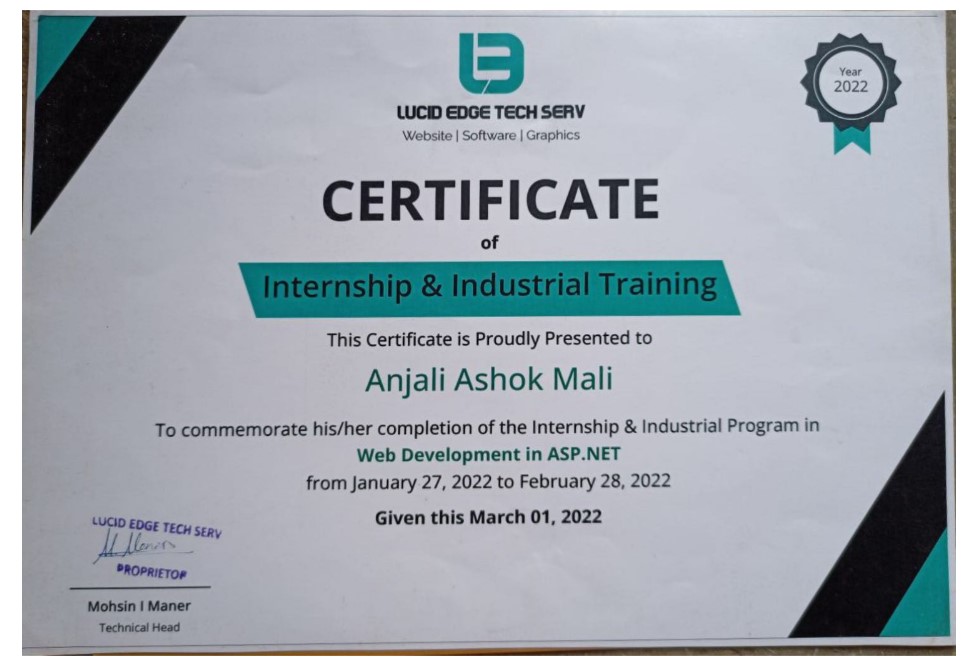 LUCID EDGE TECH SERV
Website | Software | Graphics
Year
2022
CERTIFICATE
of
Internship & Industrial Training
This Certificate is Proudly Presented to
Anjali Ashok Mali
To commemorate his/her completion of the Internship & Industrial Program in
Web Development in ASP.NET
from January 27, 2022 to February 28, 2022
Given this March 01, 2022
LUCID EDGE TECH SERV
PROPRIETOR
Mohsin I Maner
Technical Head